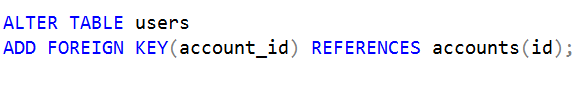 ALTER TABLE users
ADD FOREIGN KEY(account_id) REFERENCES accounts(id);